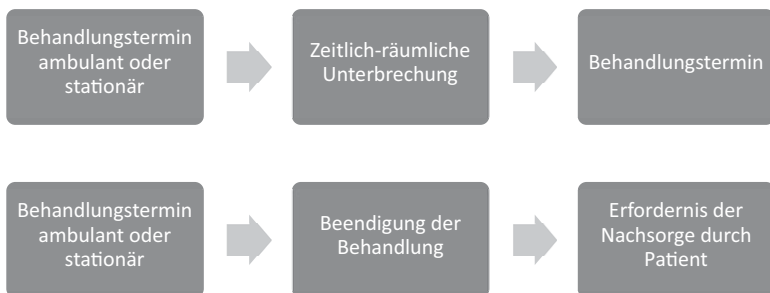 Behandlungstermin
ambulant oder
stationär
Zeitlich-räumliche
Unterbrechung
Behandlungstermin
Behandlungstermin
ambulant oder
stationär
Beendigung der
Behandlung
Erfordernis der
Nachsorge durch
Patient